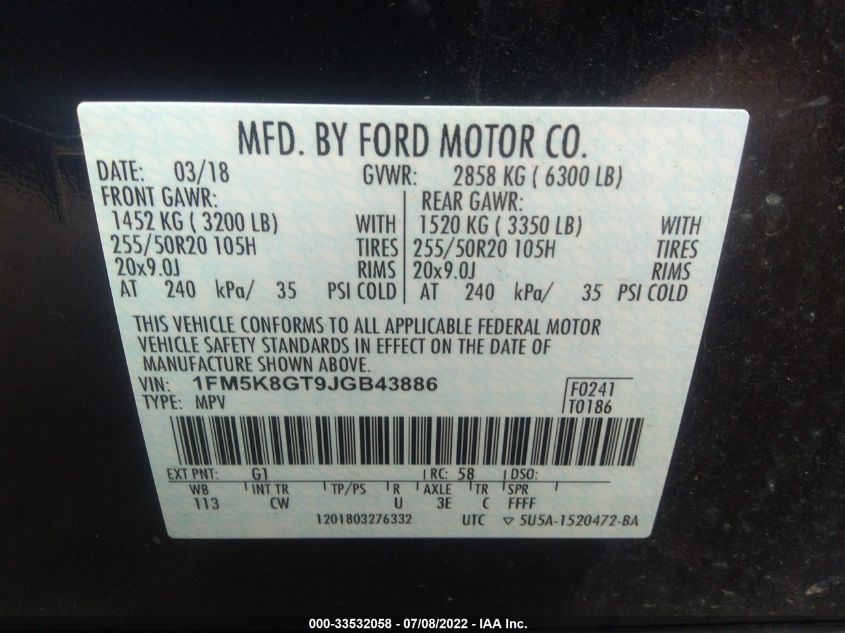 MFD. BY FORD MOTOR CO.
DATE: 03/18 GVWR: 2858 KG ( 6300 LB)
FRONT GAWR: REAR GAWR:
1452 KG ( 3200 LB) WITH 1520 KG ( 3350 LB) WITH
255/50R20 105H TIRES 255/50R20 105H TIRES
20x9.0J RIMS 20x9.0J RIMS
AT 240 kPa/ 35 PSI COLD AT 240 kPa/ 35 PSI COLD
THIS VEHICLE CONFORMS TO ALL APPLICABLE FEDERAL MOTOR
VEHICLE SAFETY STANDARDS IN EFFECT ON THE DATE OF
MANUFACTURE SHOWN ABOVE.
VIN: 1FM5K8GT9JGB43886 F0241
TYPE: MPV T0186
EXT PNT: G1 RC: 58 DSO:
WB INT TR TP/PS R AXLE TR SPR
113 CW U 3E C FFFF
1201803276332 UTC ▽ 5U5A-1520472-BA
000-33532058 - 07/08/2022 - IAA Inc.